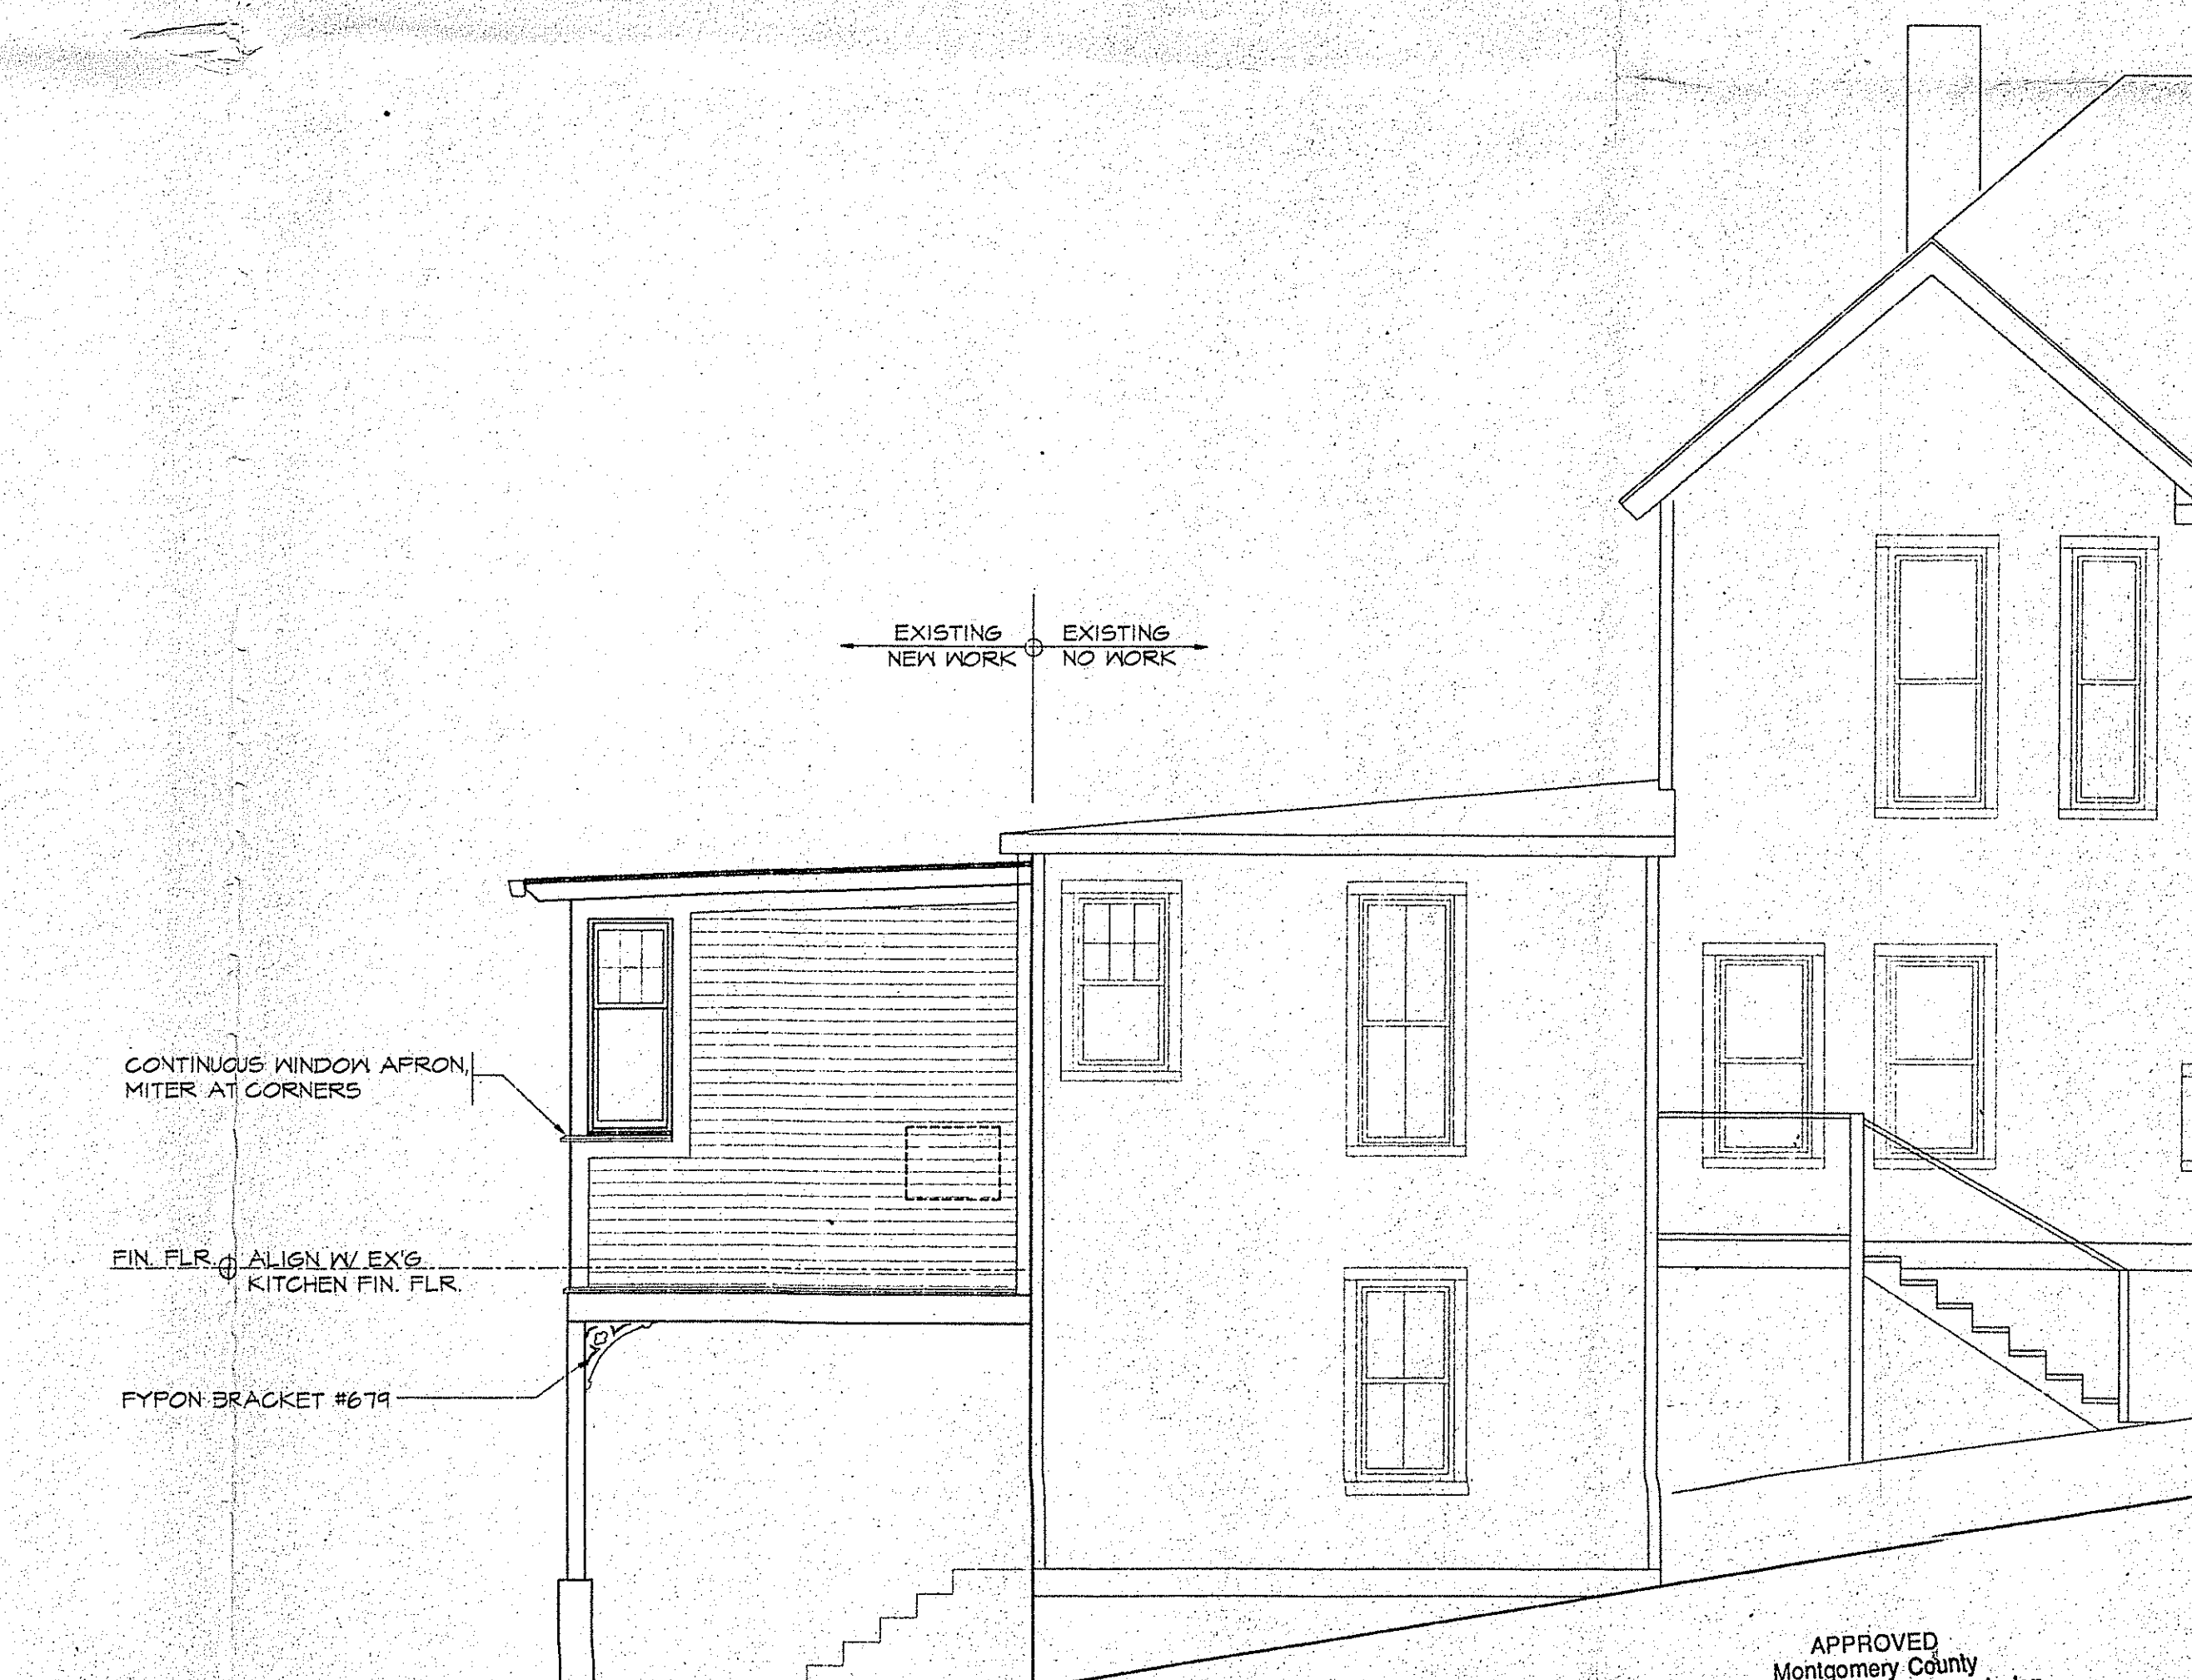 EXISTING
NEW WORK
EXISTING
NO WORK
CONTINUOUS WINDOW APRON,
MITER AT CORNERS
FIN. FLR.
ALIGN W/ EX'G
KITCHEN FIN. FLR.
FYPON BRACKET #679
APPROVED
Montgomery County